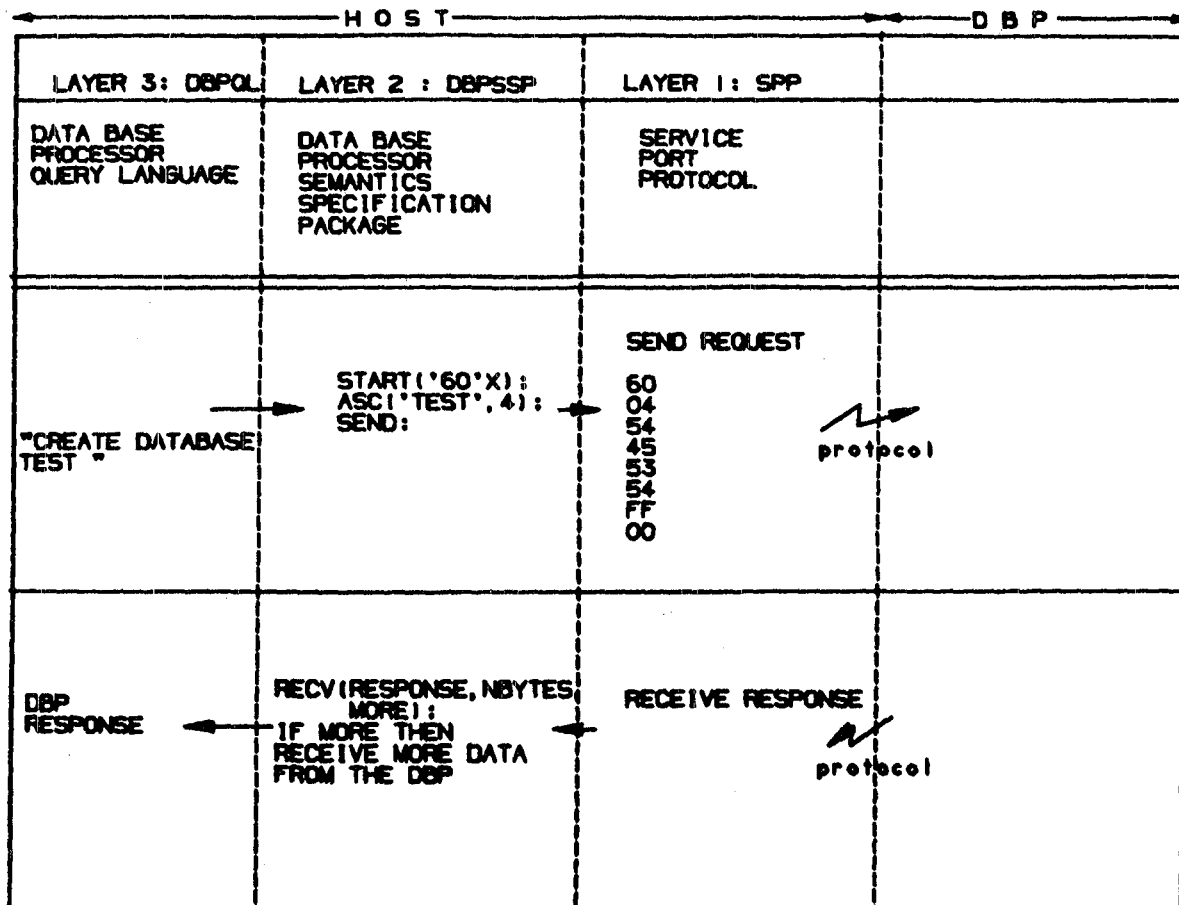 H O S T
D B P
LAYER 3: DBPQL
LAYER 2 : DBPSSP
LAYER 1: SPP
DATA BASE
PROCESSOR
QUERY LANGUAGE
DATA BASE
PROCESSOR
SEMANTICS
SPECIFICATION
PACKAGE
SERVICE
PORT
PROTOCOL
"CREATE DATABASE
TEST "
START('60'X);
ASC('TEST',4);
SEND;
SEND REQUEST
60
04
54
45
53
54
FF
00
protocol
DBP
RESPONSE
RECV(RESPONSE,NBYTES
MORE);
IF MORE THEN
RECEIVE MORE DATA
FROM THE DBP
RECEIVE RESPONSE
protocol